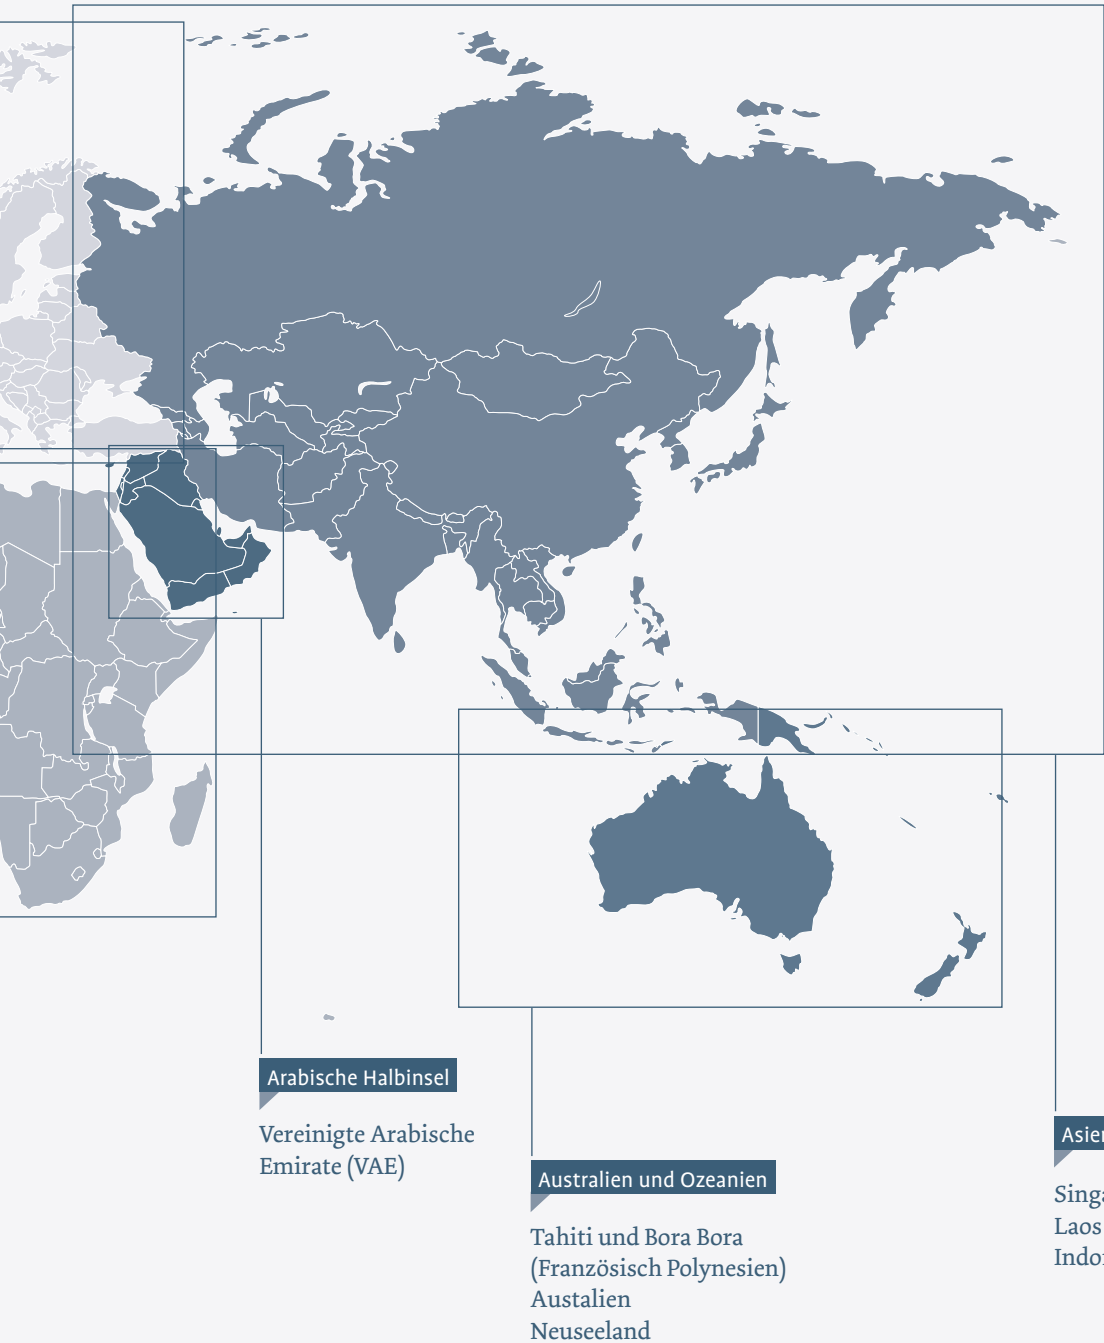 Arabische Halbinsel
Vereinigte Arabische
Emirate (VAE)
Australien und Ozeanien
Tahiti und Bora Bora
(Französisch Polynesien)
Austalien
Neuseeland
Laos